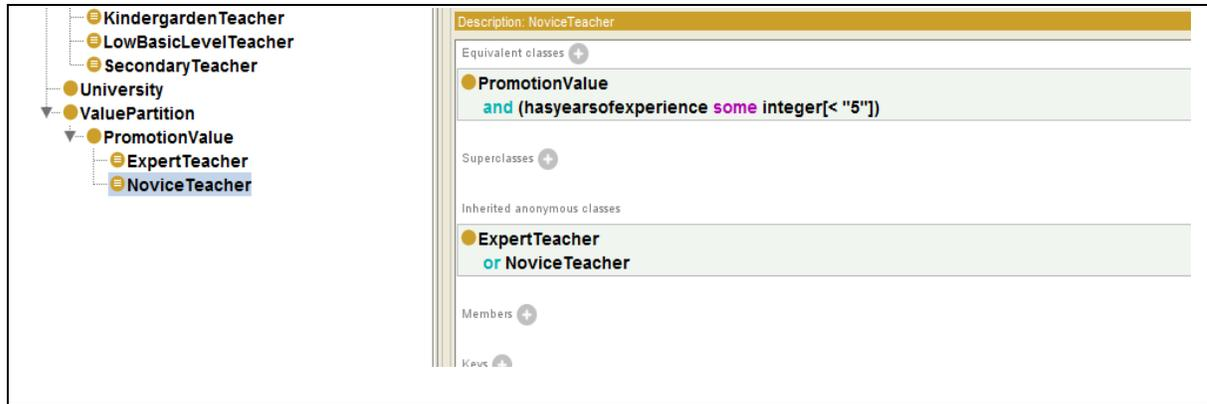 KindergardenTeacher
LowBasicLevelTeacher
SecondaryTeacher
University
ValuePartition
PromotionValue
ExpertTeacher
NoviceTeacher
Description: NoviceTeacher
Equivalent classes
PromotionValue
and (hasyearsofexperience some integer[< "5"])
Superclasses
Inherited anonymous classes
ExpertTeacher
or NoviceTeacher
Members
Keys